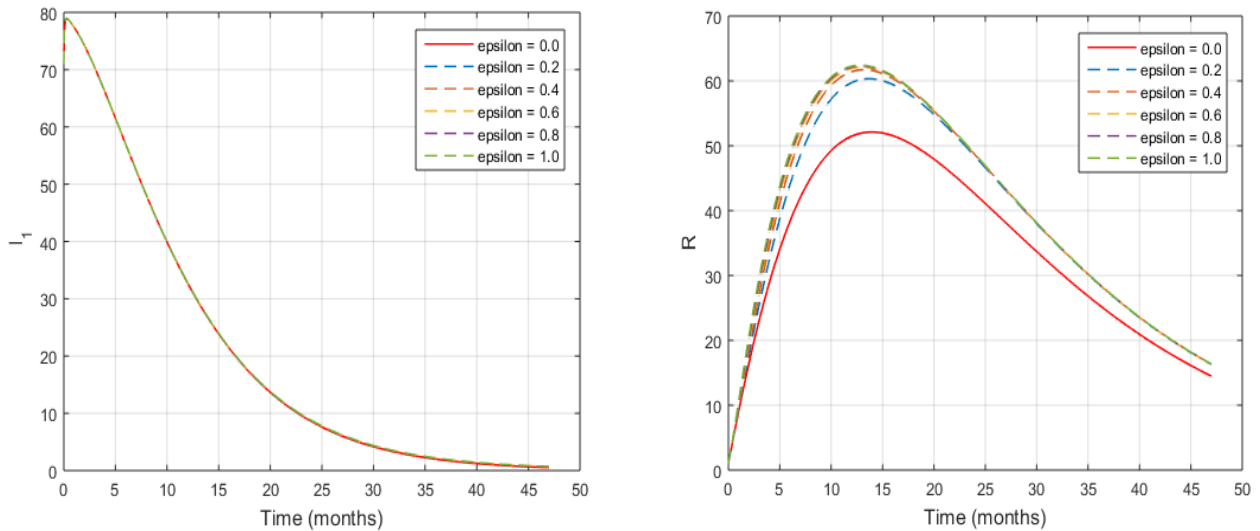 80
70
60
50
40
30
20
10
0
I_1
epsilon = 0.0
epsilon = 0.2
epsilon = 0.4
epsilon = 0.6
epsilon = 0.8
epsilon = 1.0
0 5 10 15 20 25 30 35 40 45 50
Time (months)
70
60
50
40
30
20
10
0
R
epsilon = 0.0
epsilon = 0.2
epsilon = 0.4
epsilon = 0.6
epsilon = 0.8
epsilon = 1.0
0 5 10 15 20 25 30 35 40 45 50
Time (months)